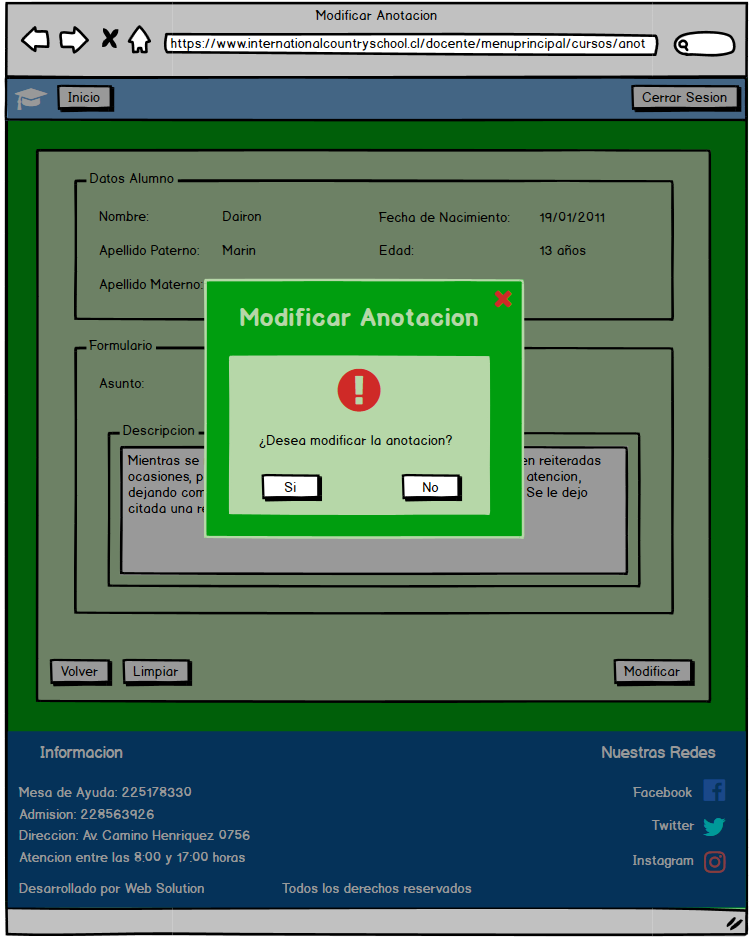 Modificar Anotacion
https://www.internationalcountryschool.cl/docente/menuprincipal/cursos/anot
Inicio
Cerrar Sesion
Datos Alumno
Nombre: Dairon Fecha de Nacimiento: 19/01/2011
Apellido Paterno: Marin Edad: 13 años
Apellido Materno:
Modificar Anotacion
Formulario
Asunto:
¿Desea modificar la anotacion?
Si No
Descripcion
Mientras se en reiteradas
ocasiones, p atencion,
dejando com Se le dejo
citada una re
Volver Limpiar Modificar
Informacion
Mesa de Ayuda: 225178330
Admision: 228563926
Direccion: Av. Camino Henriquez 0756
Atencion entre las 8:00 y 17:00 horas
Nuestras Redes
Facebook
Twitter
Instagram
Desarrollado por Web Solution Todos los derechos reservados